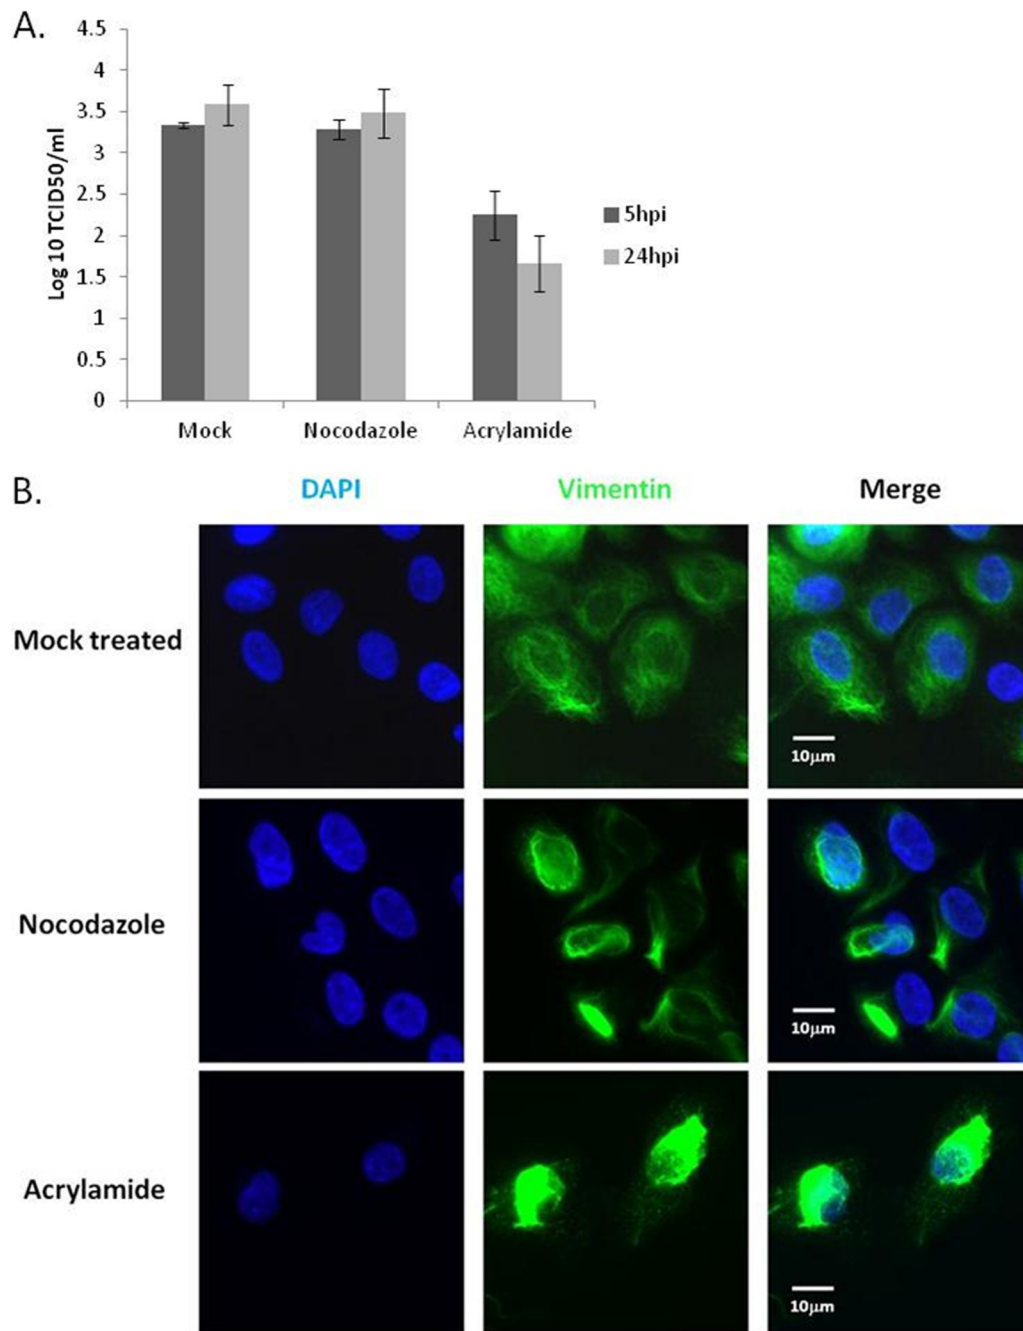 A.
4.5
4
3.5
3
2.5
2
1.5
1
0.5
0
Log 10 TCID50/ml
Mock Nocodazole Acrylamide
5hpi
24hpi
B.
DAPI Vimentin Merge
Mock treated
10μm
Nocodazole
10μm
Acrylamide
10μm